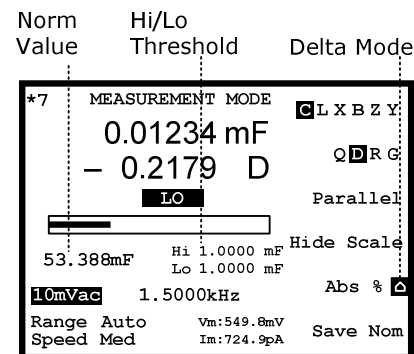 Norm Value
Hi/Lo Threshold
Delta Mode
*7 MEASUREMENT MODE
C L X B Z Y
0.01234 mF
Q D R G
– 0.2179 D
LO
Parallel
Hide Scale
53.388mF
Hi 1.0000 mF
Lo 1.0000 mF
Abs %
10mVac 1.5000kHz
Range Auto Vm:549.8mV
Speed Med Im:724.9pA
Save Nom